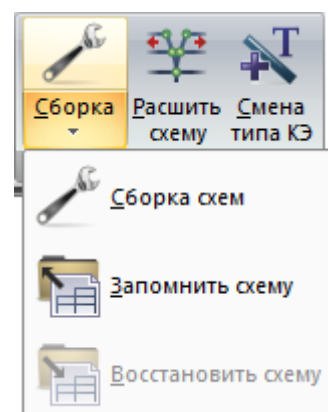 Сборка Расшить Смена
схему типа КЭ
Сборка схем
Запомнить схему
Восстановить схему